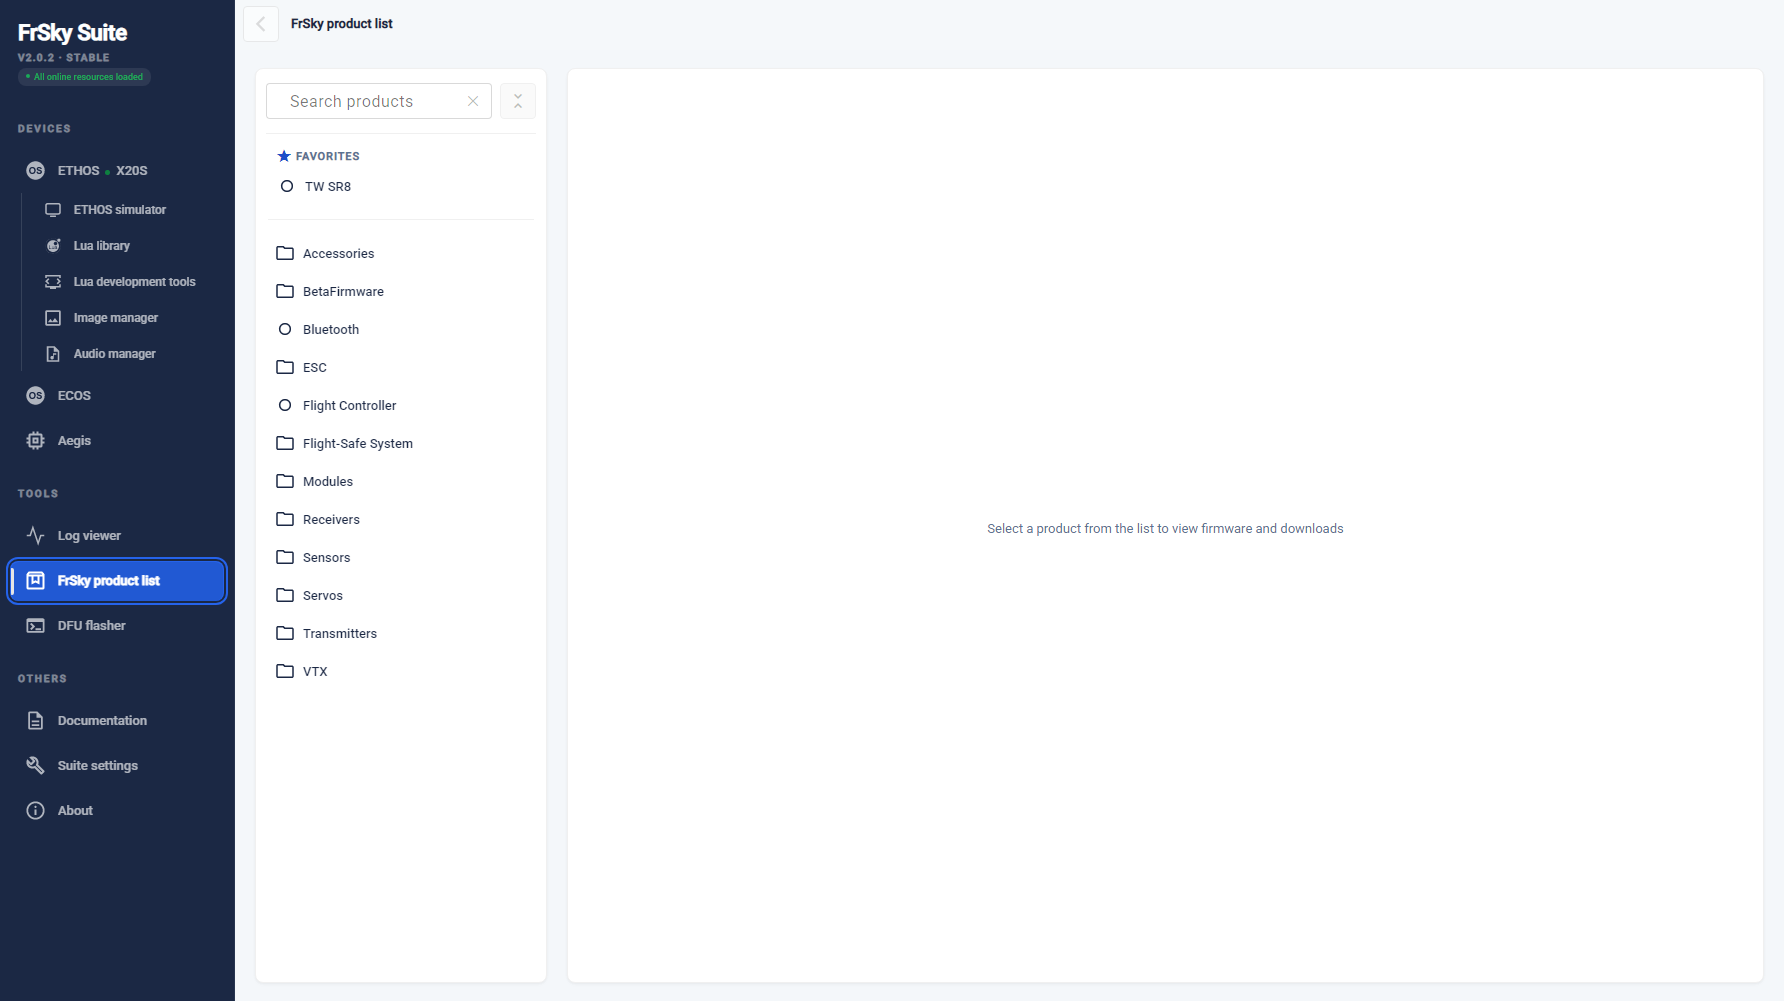 FrSky Suite
V2.0.2 · STABLE
All online resources loaded
DEVICES
OS ETHOS X20S
ETHOS simulator
Lua library
Lua development tools
Image manager
Audio manager
OS ECOS
Aegis
TOOLS
Log viewer
FrSky product list
DFU flasher
OTHERS
Documentation
Suite settings
About
FrSky product list
Search products
FAVORITES
TW SR8
Accessories
BetaFirmware
Bluetooth
ESC
Flight Controller
Flight-Safe System
Modules
Receivers
Sensors
Servos
Transmitters
VTX
Select a product from the list to view firmware and downloads